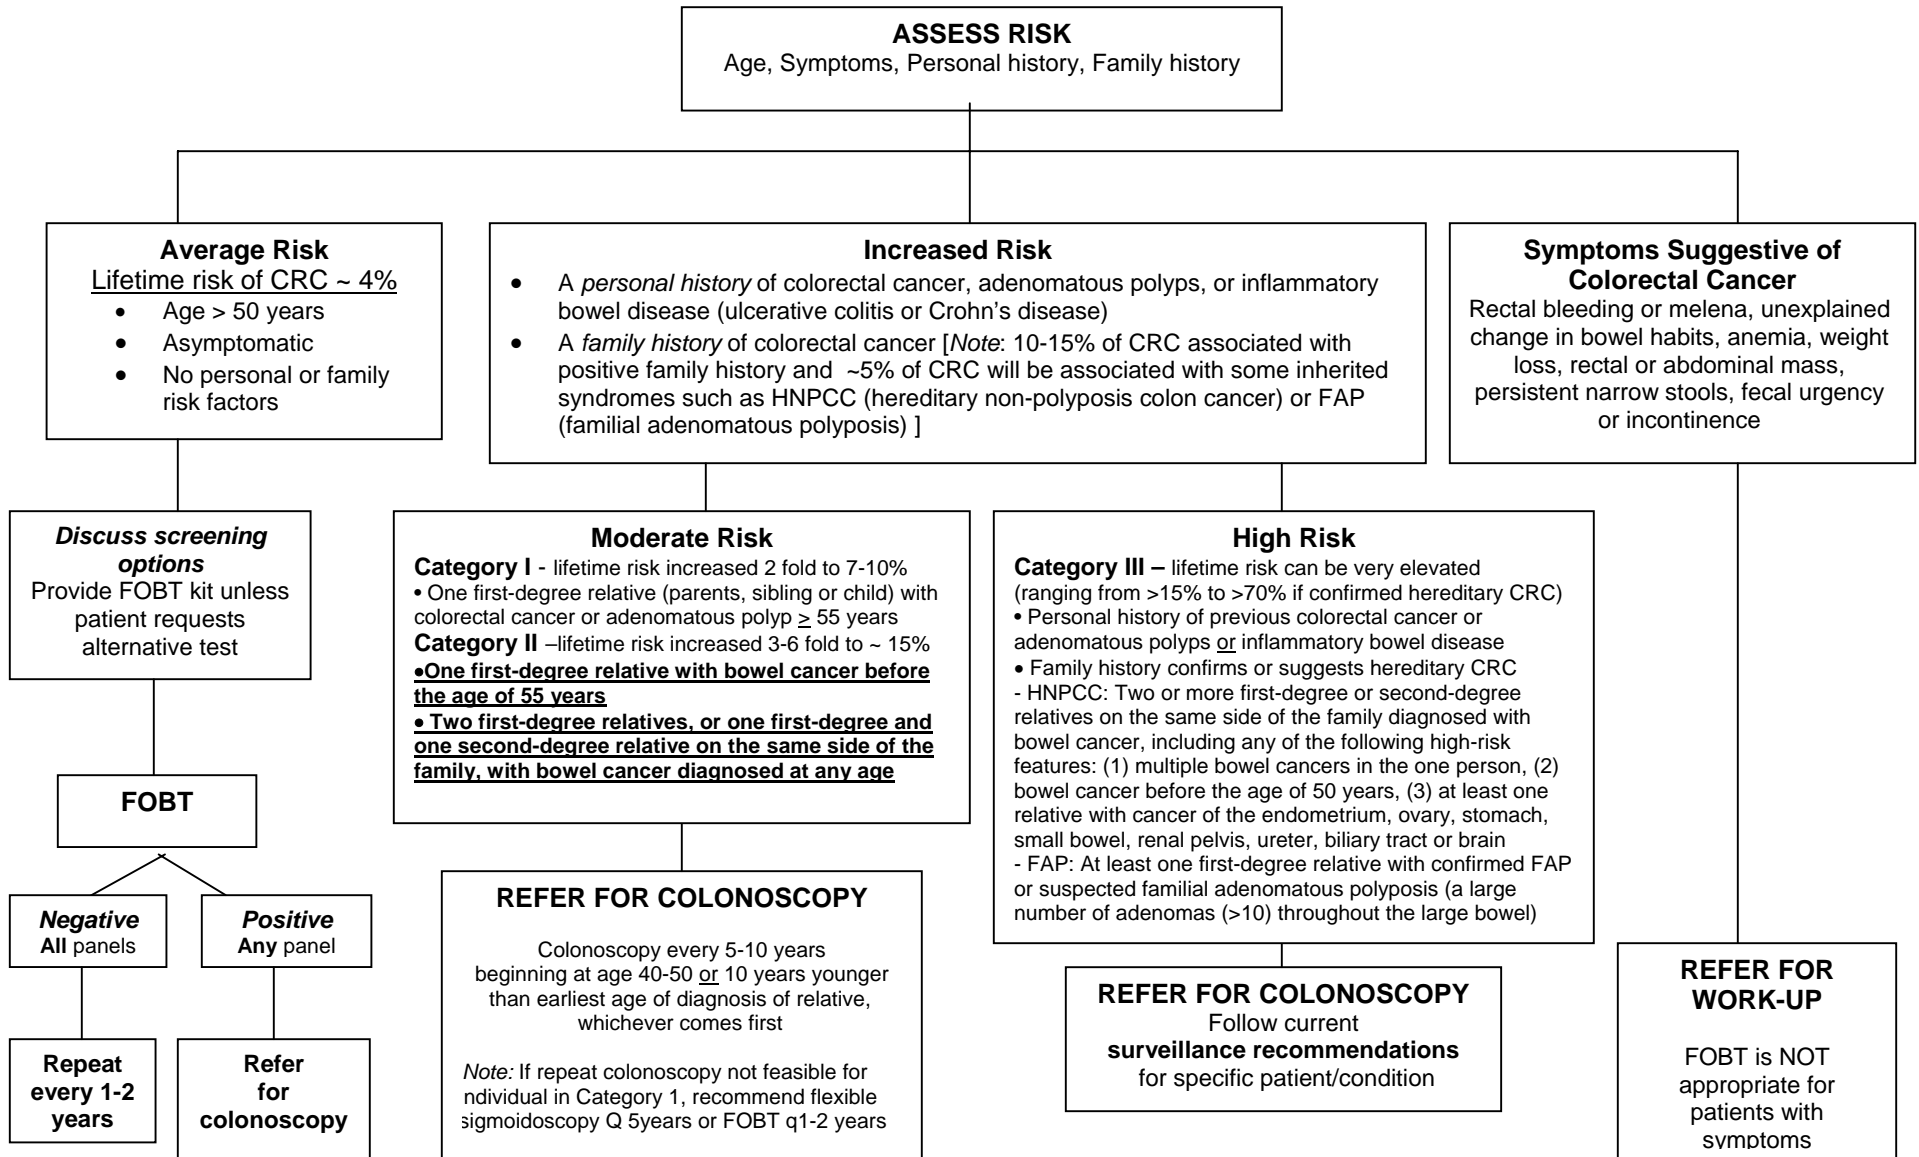 ASSESS RISK
Age, Symptoms, Personal history, Family history
Average Risk
Lifetime risk of CRC ~ 4%
• Age > 50 years
• Asymptomatic
• No personal or family
risk factors
Increased Risk
• A personal history of colorectal cancer, adenomatous polyps, or inflammatory
bowel disease (ulcerative colitis or Crohn's disease)
• A family history of colorectal cancer [Note: 10-15% of CRC associated with
positive family history and ~5% of CRC will be associated with some inherited
syndromes such as HNPCC (hereditary non-polyposis colon cancer) or FAP
(familial adenomatous polyposis) ]
Symptoms Suggestive of
Colorectal Cancer
Rectal bleeding or melena, unexplained
change in bowel habits, anemia, weight
loss, rectal or abdominal mass,
persistent narrow stools, fecal urgency
or incontinence
Discuss screening
options
Provide FOBT kit unless
patient requests
alternative test
FOBT
Negative
All panels
Positive
Any panel
Repeat
every 1-2
years
Refer
for
colonoscopy
Moderate Risk
Category I - lifetime risk increased 2 fold to 7-10%
• One first-degree relative (parents, sibling or child) with
colorectal cancer or adenomatous polyp ≥ 55 years
Category II –lifetime risk increased 3-6 fold to ~ 15%
•One first-degree relative with bowel cancer before
the age of 55 years
• Two first-degree relatives, or one first-degree and
one second-degree relative on the same side of the
family, with bowel cancer diagnosed at any age
REFER FOR COLONOSCOPY
Colonoscopy every 5-10 years
beginning at age 40-50 or 10 years younger
than earliest age of diagnosis of relative,
whichever comes first
Note: If repeat colonoscopy not feasible for
ndividual in Category 1, recommend flexible
sigmoidoscopy Q 5years or FOBT q1-2 years
High Risk
Category III – lifetime risk can be very elevated
(ranging from >15% to >70% if confirmed hereditary CRC)
• Personal history of previous colorectal cancer or
adenomatous polyps or inflammatory bowel disease
• Family history confirms or suggests hereditary CRC
- HNPCC: Two or more first-degree or second-degree
relatives on the same side of the family diagnosed with
bowel cancer, including any of the following high-risk
features: (1) multiple bowel cancers in the one person, (2)
bowel cancer before the age of 50 years, (3) at least one
relative with cancer of the endometrium, ovary, stomach,
small bowel, renal pelvis, ureter, biliary tract or brain
- FAP: At least one first-degree relative with confirmed FAP
or suspected familial adenomatous polyposis (a large
number of adenomas (>10) throughout the large bowel)
REFER FOR COLONOSCOPY
Follow current
surveillance recommendations
for specific patient/condition
REFER FOR
WORK-UP
FOBT is NOT
appropriate for
patients with
symptoms